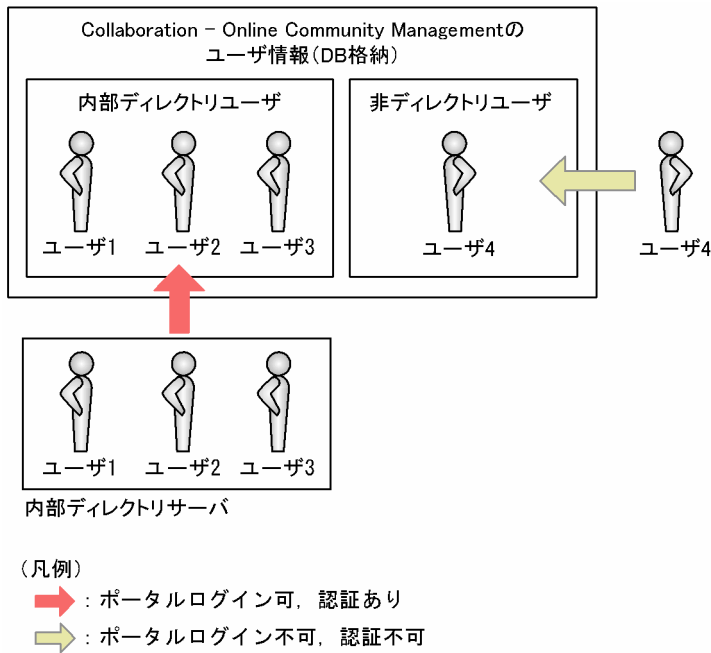 Collaboration － Online Community Managementの
ユーザ情報（DB格納）
内部ディレクトリユーザ
非ディレクトリユーザ
ユーザ1
ユーザ2
ユーザ3
ユーザ4
ユーザ4
ユーザ1
ユーザ2
ユーザ3
内部ディレクトリサーバ
（凡例）
：ポータルログイン可，認証あり
：ポータルログイン不可，認証不可